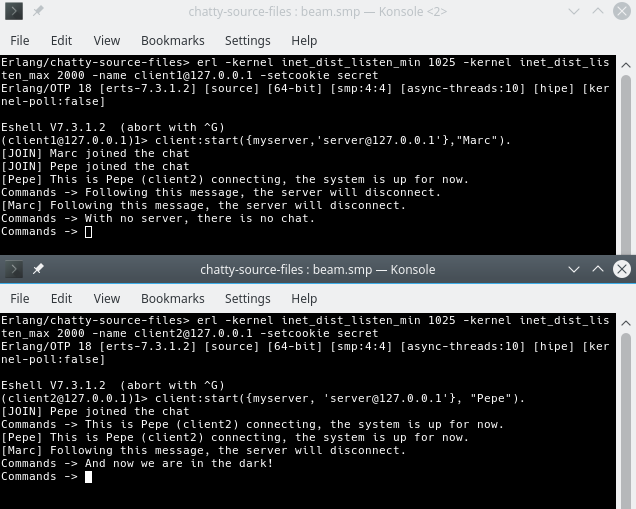 chatty-source-files : beam.smp — Konsole <2>
File Edit View Bookmarks Settings Help
Erlang/chatty-source-files> erl -kernel inet_dist_listen_min 1025 -kernel inet_dist_lis
ten_max 2000 -name client1@127.0.0.1 -setcookie secret
Erlang/OTP 18 [erts-7.3.1.2] [source] [64-bit] [smp:4:4] [async-threads:10] [hipe] [ker
nel-poll:false]
Eshell V7.3.1.2  (abort with ^G)
(client1@127.0.0.1)1> client:start({myserver,'server@127.0.0.1'},"Marc").
[JOIN] Marc joined the chat
[JOIN] Pepe joined the chat
[Pepe] This is Pepe (client2) connecting, the system is up for now.
Commands -> Following this message, the server will disconnect.
[Marc] Following this message, the server will disconnect.
Commands -> With no server, there is no chat.
Commands ->
chatty-source-files : beam.smp — Konsole
File Edit View Bookmarks Settings Help
Erlang/chatty-source-files> erl -kernel inet_dist_listen_min 1025 -kernel inet_dist_lis
ten_max 2000 -name client2@127.0.0.1 -setcookie secret
Erlang/OTP 18 [erts-7.3.1.2] [source] [64-bit] [smp:4:4] [async-threads:10] [hipe] [ker
nel-poll:false]
Eshell V7.3.1.2  (abort with ^G)
(client2@127.0.0.1)1> client:start({myserver, 'server@127.0.0.1'}, "Pepe").
[JOIN] Pepe joined the chat
Commands -> This is Pepe (client2) connecting, the system is up for now.
[Pepe] This is Pepe (client2) connecting, the system is up for now.
[Marc] Following this message, the server will disconnect.
Commands -> And now we are in the dark!
Commands ->